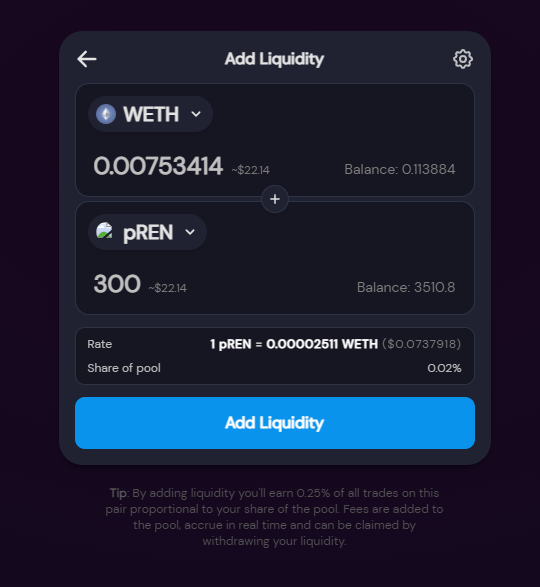 Add Liquidity
WETH
0.00753414 ~$22.14 Balance: 0.113884
+
pREN
300 ~$22.14 Balance: 3510.8
Rate 1 pREN = 0.00002511 WETH ($0.0737918)
Share of pool 0.02%
Add Liquidity
Tip: By adding liquidity you'll earn 0.25% of all trades on this
pair proportional to your share of the pool. Fees are added to
the pool, accrue in real time and can be claimed by
withdrawing your liquidity.